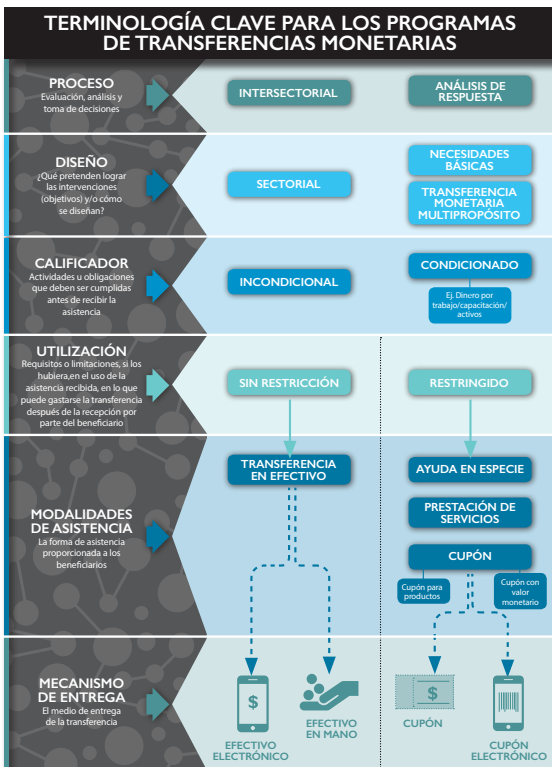 TERMINOLOGÍA CLAVE PARA LOS PROGRAMAS
DE TRANSFERENCIAS MONETARIAS
PROCESO
Evaluación, análisis y
toma de decisiones
INTERSECTORIAL
ANÁLISIS DE
RESPUESTA
DISEÑO
¿Qué pretenden lograr
las intervenciones
(objetivos) y/o cómo
se diseñan?
SECTORIAL
NECESIDADES
BÁSICAS
TRANSFERENCIA
MONETARIA
MULTIPROPÓSITO
CALIFICADOR
Actividades u obligaciones
que deben ser cumplidas
antes de recibir la
asistencia
INCONDICIONAL
CONDICIONADO
Ej. Dinero por
trabajo/capacitación/
activos
UTILIZACIÓN
Requisitos o limitaciones, si los
hubiera,en el uso de la
asistencia recibida, en lo que
puede gastarse la transferencia
después de la recepción por
parte del beneficiario
SIN RESTRICCIÓN
RESTRINGIDO
MODALIDADES
DE ASISTENCIA
La forma de asistencia
proporcionada a los
beneficiarios
TRANSFERENCIA
EN EFECTIVO
AYUDA EN ESPECIE
PRESTACIÓN DE
SERVICIOS
CUPÓN
Cupón para
productos
Cupón con
valor
monetario
MECANISMO
DE ENTREGA
El medio de entrega
de la transferencia
$
EFECTIVO
ELECTRÓNICO
EFECTIVO
EN MANO
$
CUPÓN
CUPÓN
ELECTRÓNICO